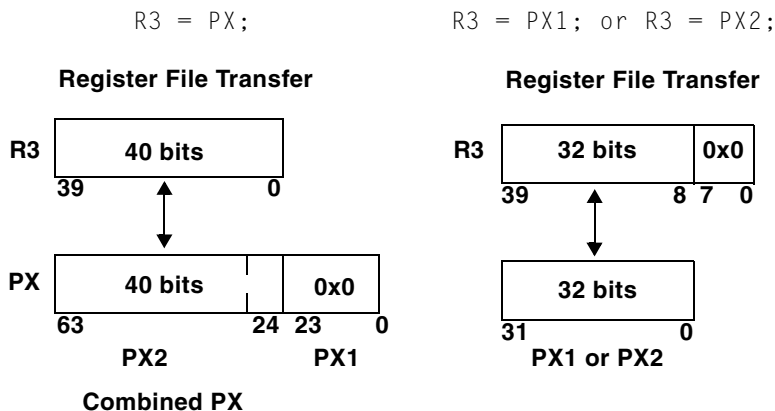 R3 = PX;
Register File Transfer
R3 40 bits
39 0
PX 40 bits 0x0
63 24 23 0
PX2 PX1
Combined PX
R3 = PX1; or R3 = PX2;
Register File Transfer
R3 32 bits 0x0
39 8 7 0
32 bits
31 0
PX1 or PX2